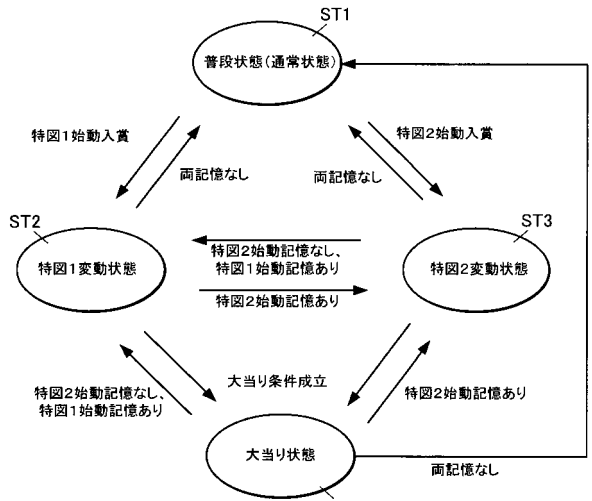 ST1
普段状態(通常状態)
特図1始動入賞
特図2始動入賞
両記憶なし
両記憶なし
ST2
ST3
特図1変動状態
特図2始動記憶なし、
特図1始動記憶あり
特図2変動状態
特図2始動記憶あり
大当り条件成立
特図2始動記憶なし、
特図1始動記憶あり
特図2始動記憶あり
大当り状態
両記憶なし